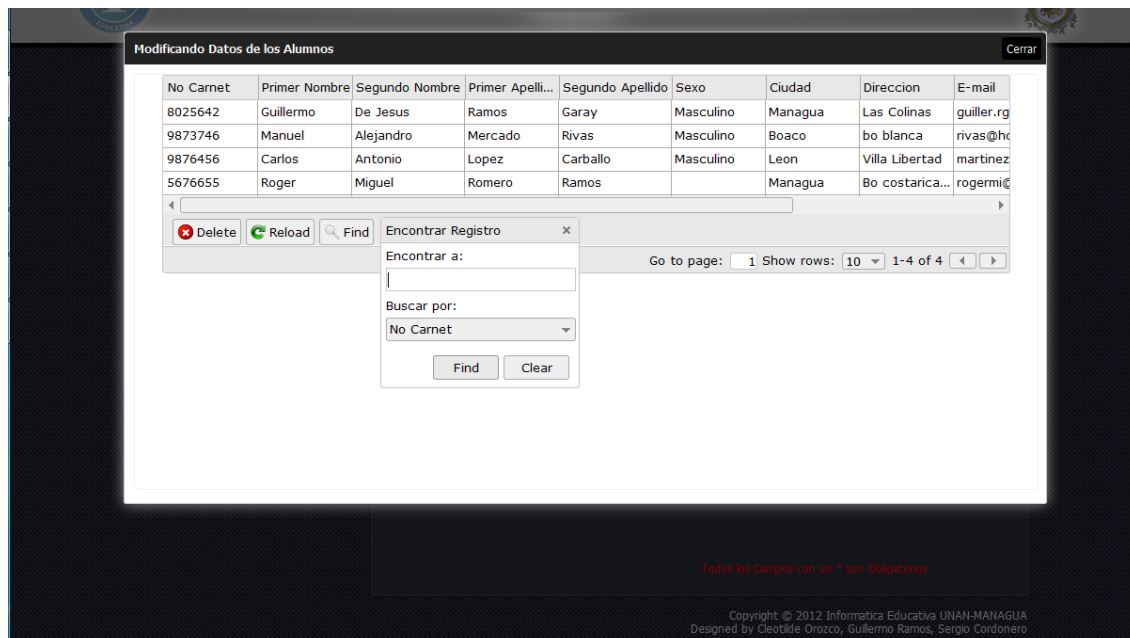 EDUCATIVA
Modificando Datos de los Alumnos Cerrar
No Carnet Primer Nombre Segundo Nombre Primer Apelli... Segundo Apellido Sexo Ciudad Direccion E-mail
8025642 Guillermo De Jesus Ramos Garay Masculino Managua Las Colinas guiller.rg
9873746 Manuel Alejandro Mercado Rivas Masculino Boaco bo blanca rivas@ho
9876456 Carlos Antonio Lopez Carballo Masculino Leon Villa Libertad martinez
5676655 Roger Miguel Romero Ramos Managua Bo costarica... rogermi@
Delete Reload Find Encontrar Registro
Encontrar a:
Go to page: 1 Show rows: 10 1-4 of 4
Buscar por:
No Carnet
Find Clear
Todos los Campos con un * son Obligatorios
Copyright © 2012 Informatica Educativa UNAN-MANAGUA
Designed by Cleotilde Orozco, Guillermo Ramos, Sergio Cordonero